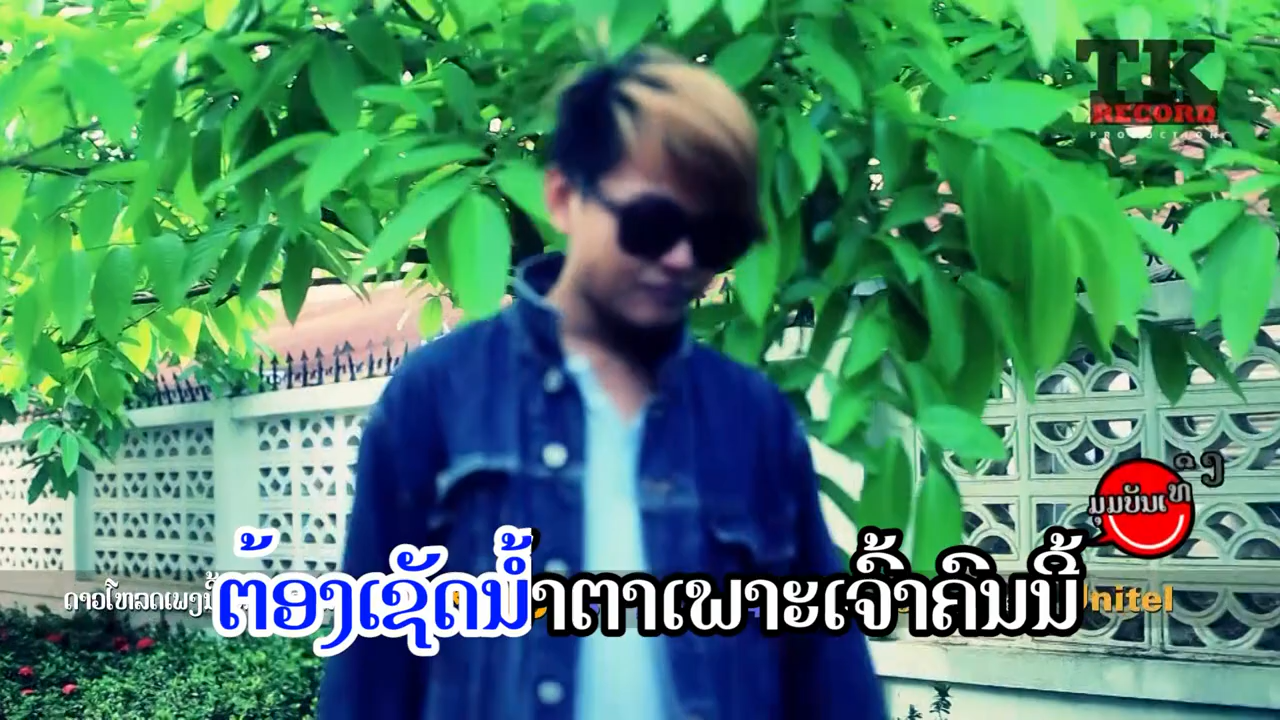 TK
RECORD
PRODUCTION
ມຸມບັນເທີງ
ຕ້ອງເຊັດນ້ຳຕາເພາະເຈົ້າຄົນນີ້
ດາວໂຫລດເພງນີ້ Unitel